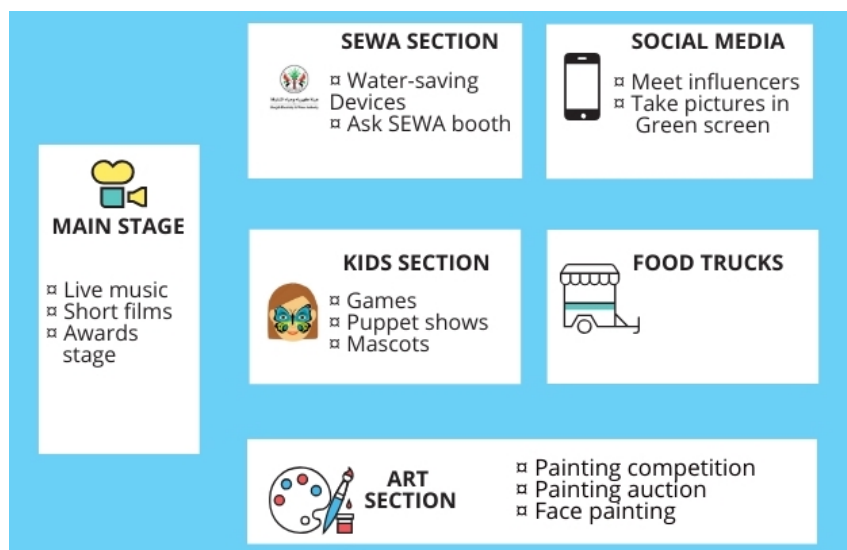 SEWA SECTION
¤ Water-saving
Devices
¤ Ask SEWA booth
SOCIAL MEDIA
¤ Meet influencers
¤ Take pictures in
Green screen
MAIN STAGE
¤ Live music
¤ Short films
¤ Awards
stage
KIDS SECTION
¤ Games
¤ Puppet shows
¤ Mascots
FOOD TRUCKS
ART
SECTION
¤ Painting competition
¤ Painting auction
¤ Face painting